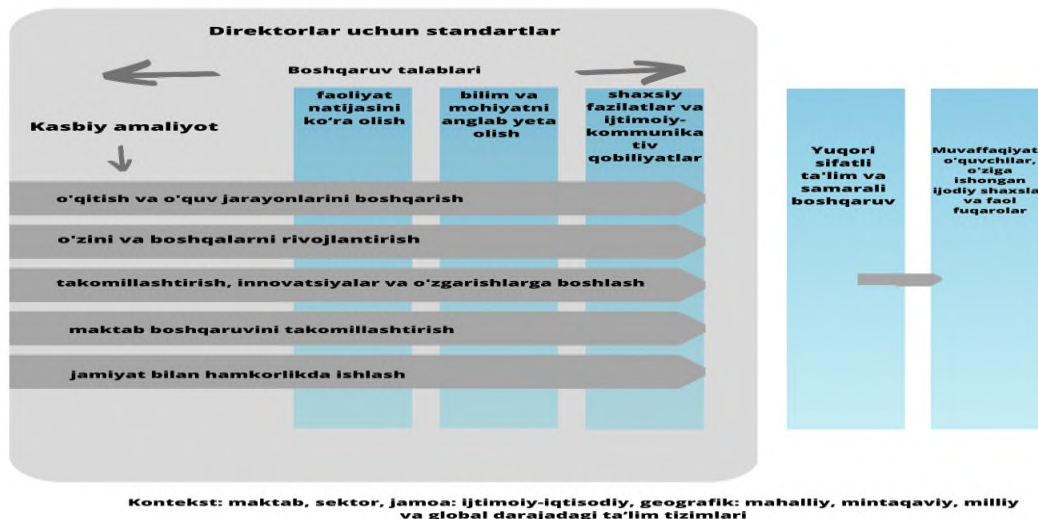 Direktorlar uchun standartlar
Boshqaruv talablari
faoliyat
natijasini
ko'ra olish
bilim va
mohiyatni
anglab yeta
olish
shaxsiy
fazilatlar va
ijtimoiy-
kommunika
tiv
qobiliyatlar
Kasbiy amaliyot
o'qitish va o'quv jarayonlarini boshqarish
o'zini va boshqalarni rivojlantirish
takomillashtirish, innovatsiyalar va o'zgarishlarga boshlash
maktab boshqaruvini takomillashtirish
jamiyat bilan hamkorlikda ishlash
Yuqori
sifatli
ta'lim va
samarali
boshqaruv
Muvaffaqiyat
o'quvchilar,
o'ziga
ishongan
ijodiy shaxsla
va faol
fuqarolar
Kontekst: maktab, sektor, jamoa: ijtimoiy-iqtisodiy, geografik: mahalliy, mintaqaviy, milliy
va global darajadagi ta'lim tizimlari